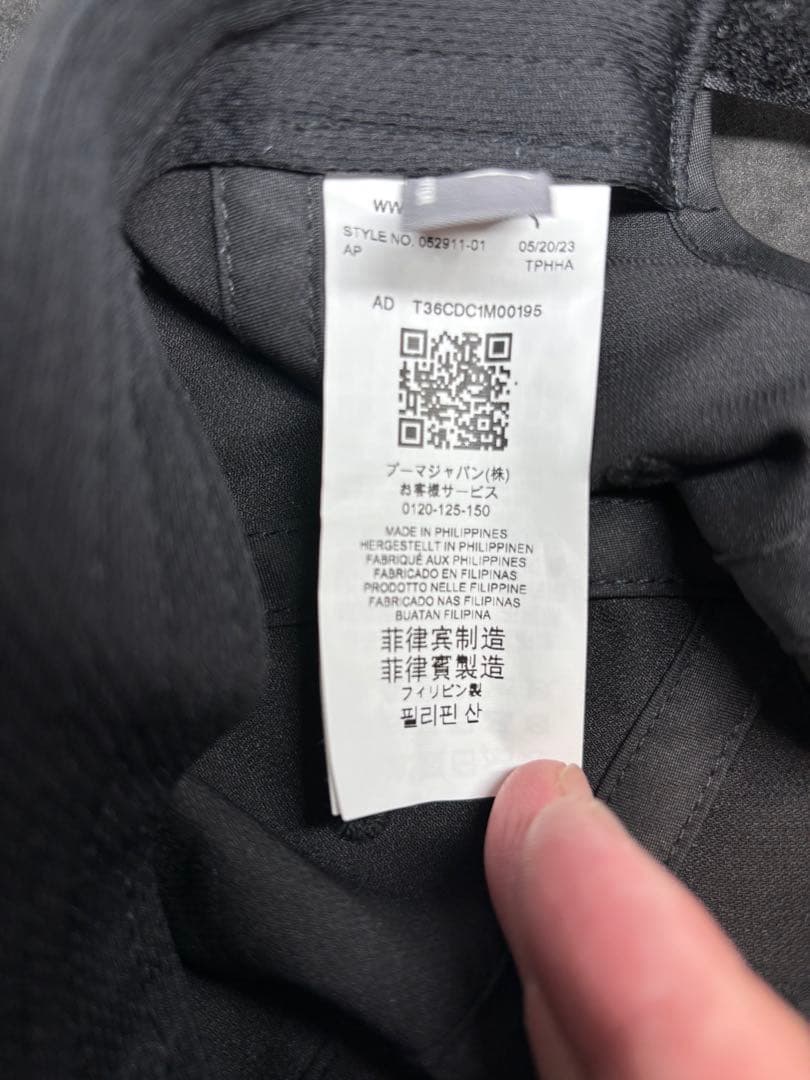 STYLE NO. 052911-01 05/20/23
AP TPHHA
AD T36CDC1M00195
プーマジャパン(株)
お客様サービス
0120-125-150
MADE IN PHILIPPINES
HERGESTELLT IN PHILIPPINEN
FABRIQUÉ AUX PHILIPPINES
FABRICADO EN FILIPINAS
PRODOTTO NELLE FILIPPINE
FABRICADO NAS FILIPINAS
BUATAN FILIPINA
菲律宾制造
菲律賓製造
フィリピン製
필리핀 산